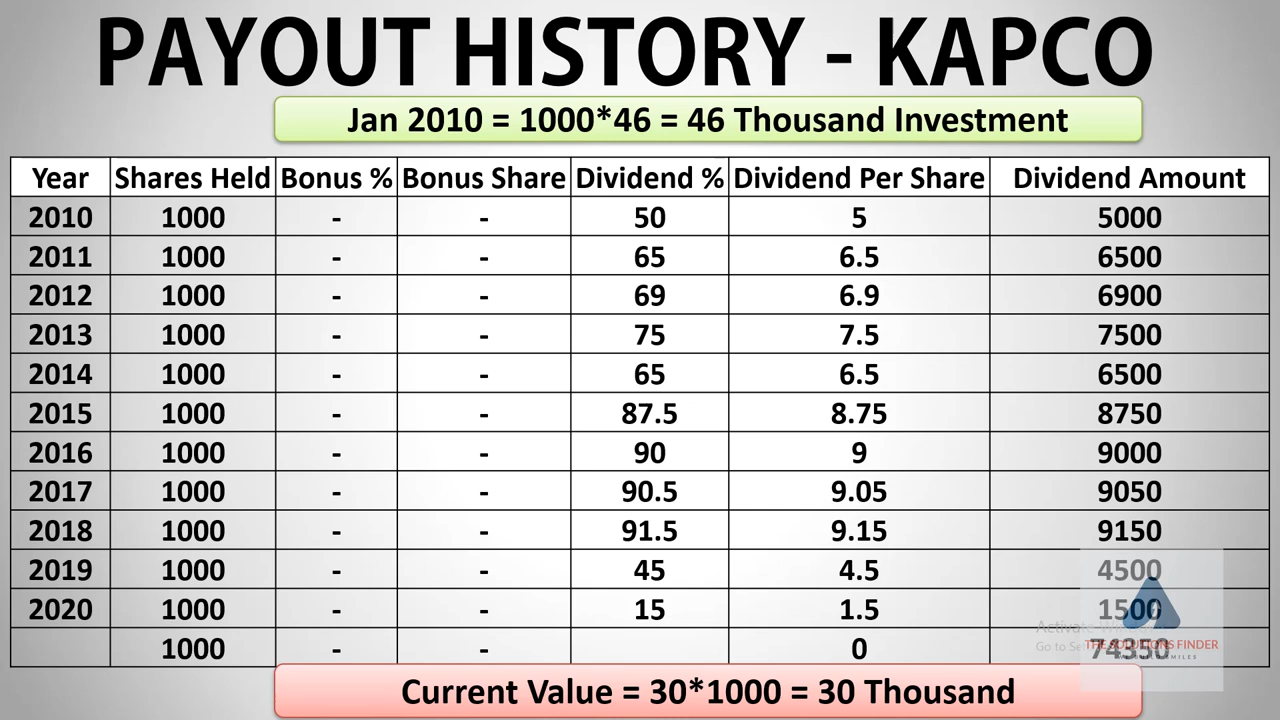 PAYOUT HISTORY - KAPCO
Jan 2010 = 1000*46 = 46 Thousand Investment
Year Shares Held Bonus % Bonus Share Dividend % Dividend Per Share Dividend Amount
2010 1000 - - 50 5 5000
2011 1000 - - 65 6.5 6500
2012 1000 - - 69 6.9 6900
2013 1000 - - 75 7.5 7500
2014 1000 - - 65 6.5 6500
2015 1000 - - 87.5 8.75 8750
2016 1000 - - 90 9 9000
2017 1000 - - 90.5 9.05 9050
2018 1000 - - 91.5 9.15 9150
2019 1000 - - 45 4.5 4500
2020 1000 - - 15 1.5 1500
1000 - - 0 74350
THE SOLUTIONS FINDER
Current Value = 30*1000 = 30 Thousand